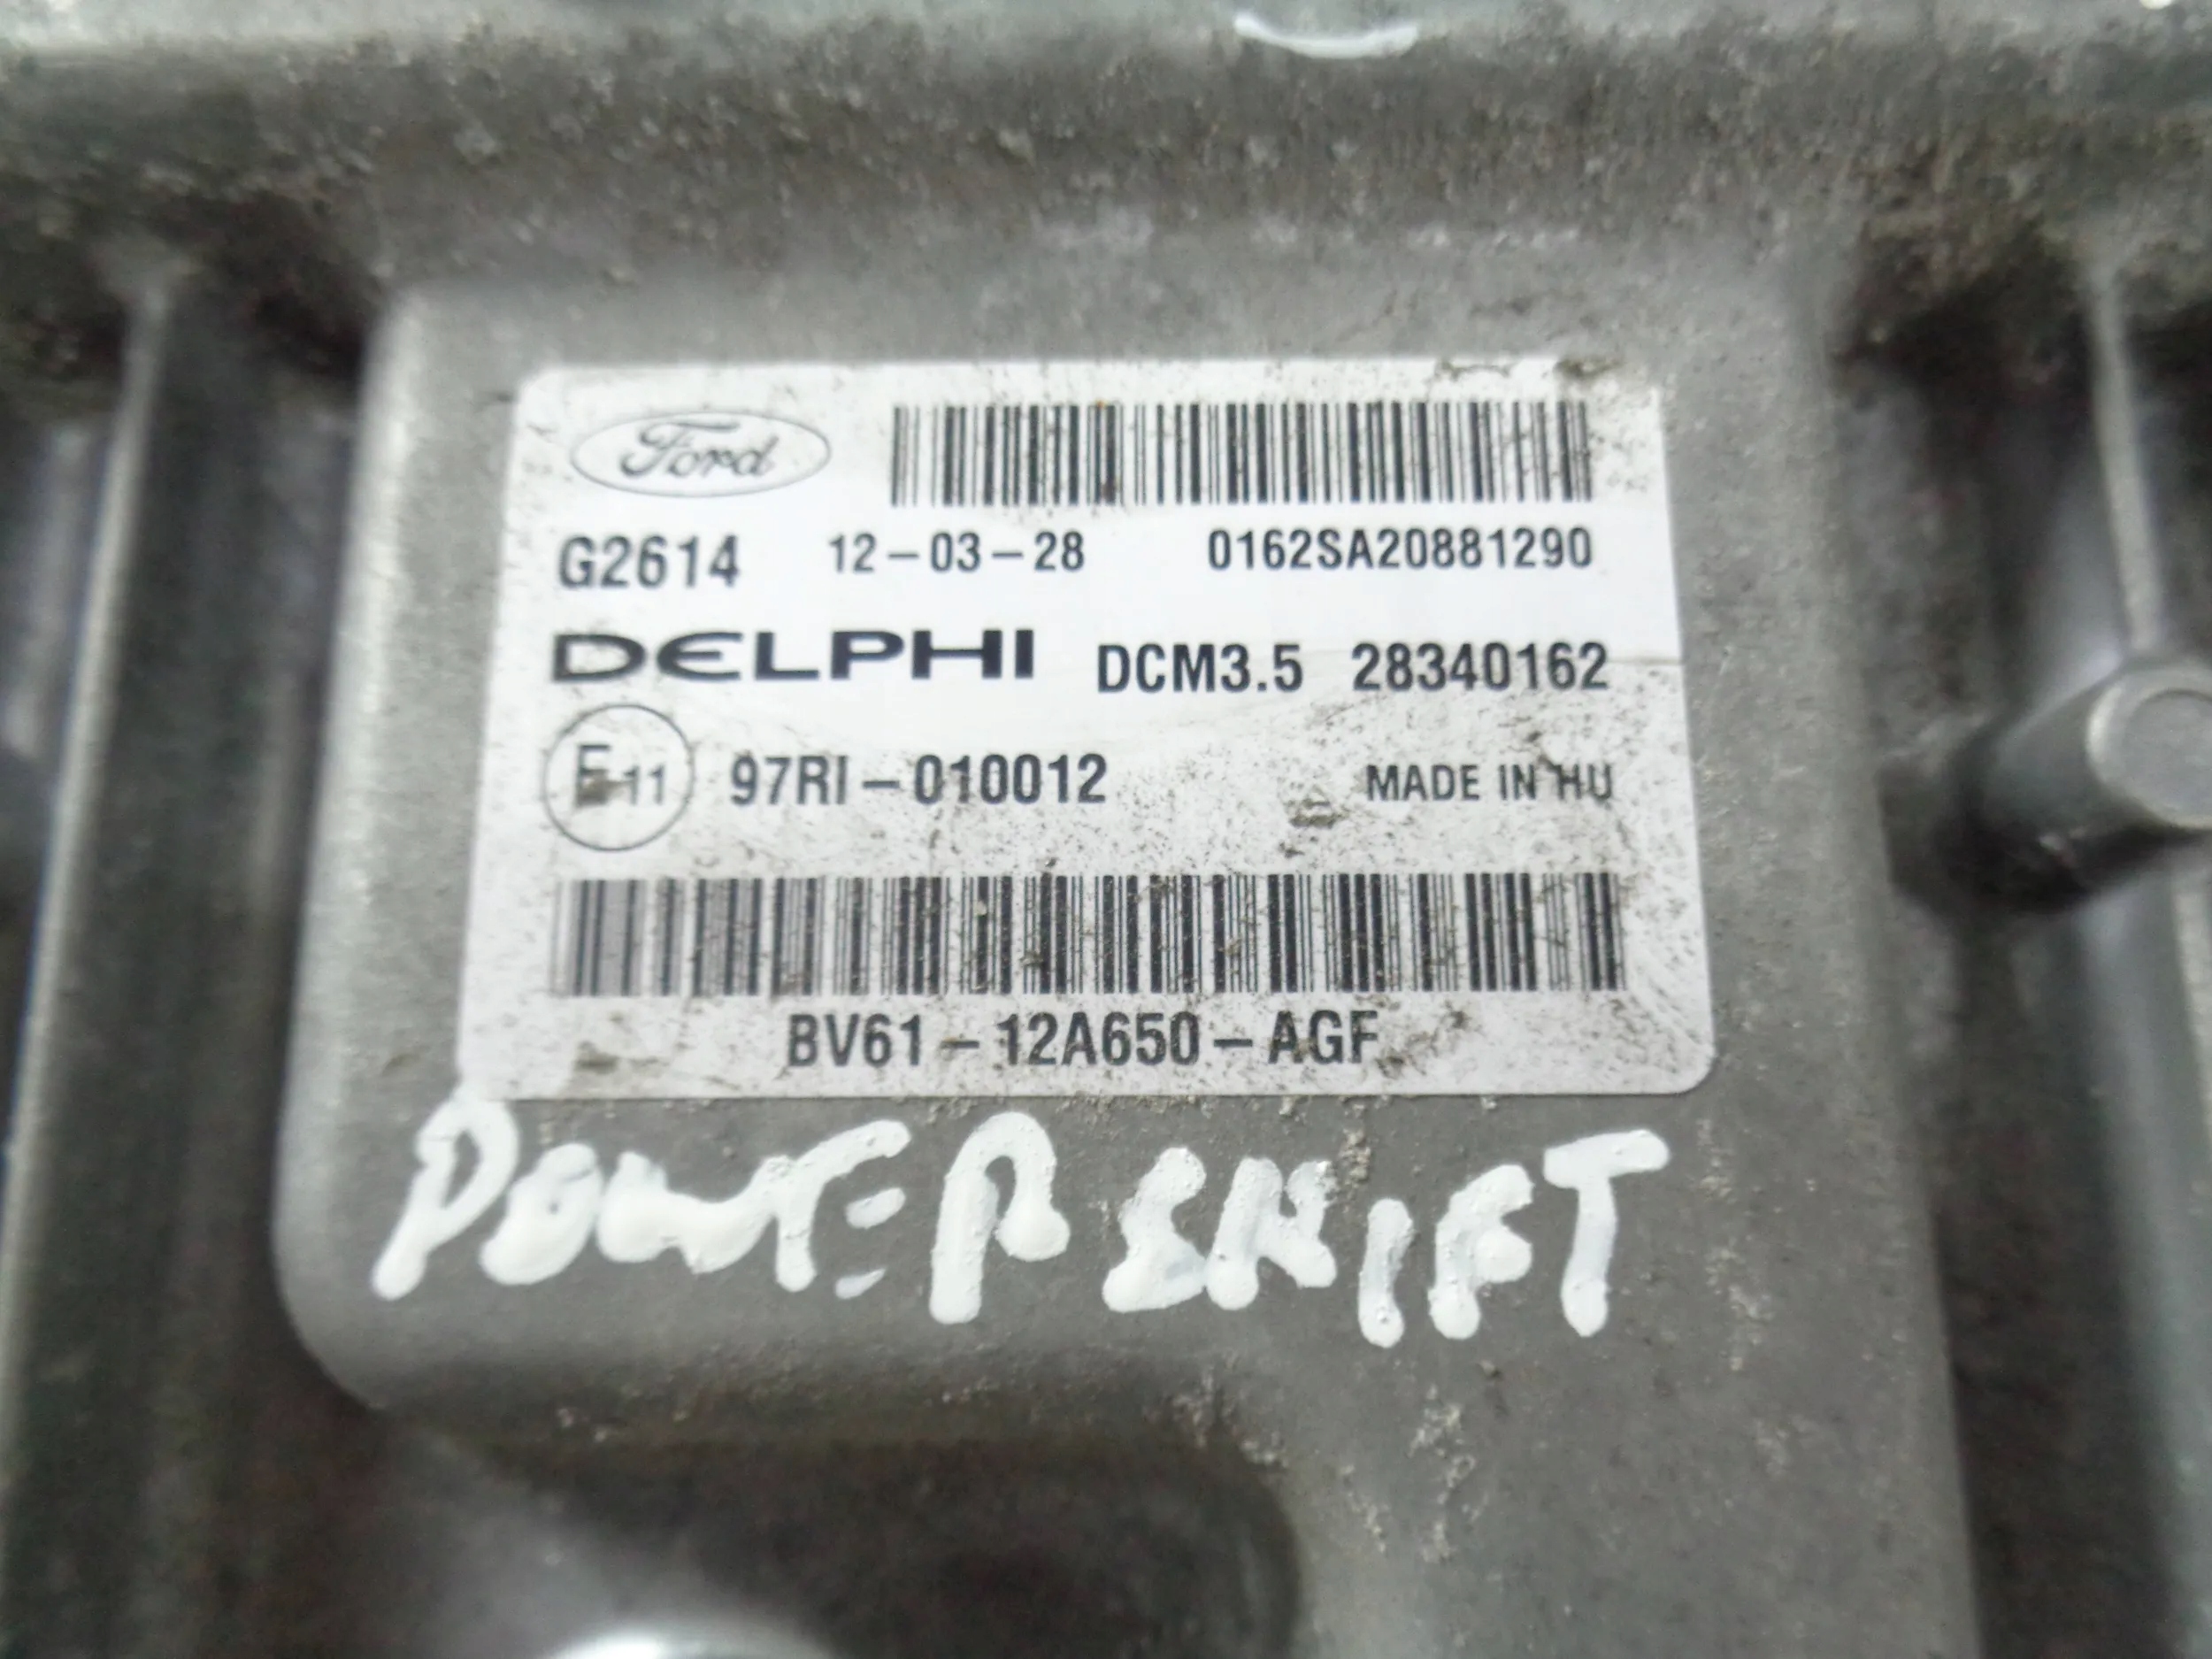 Ford
G2614 12-03-28 0162SA20881290
DELPHI DCM3.5 28340162
E11 97RI-010012 MADE IN HU
BV61-12A650-AGF
POWER SHIFT